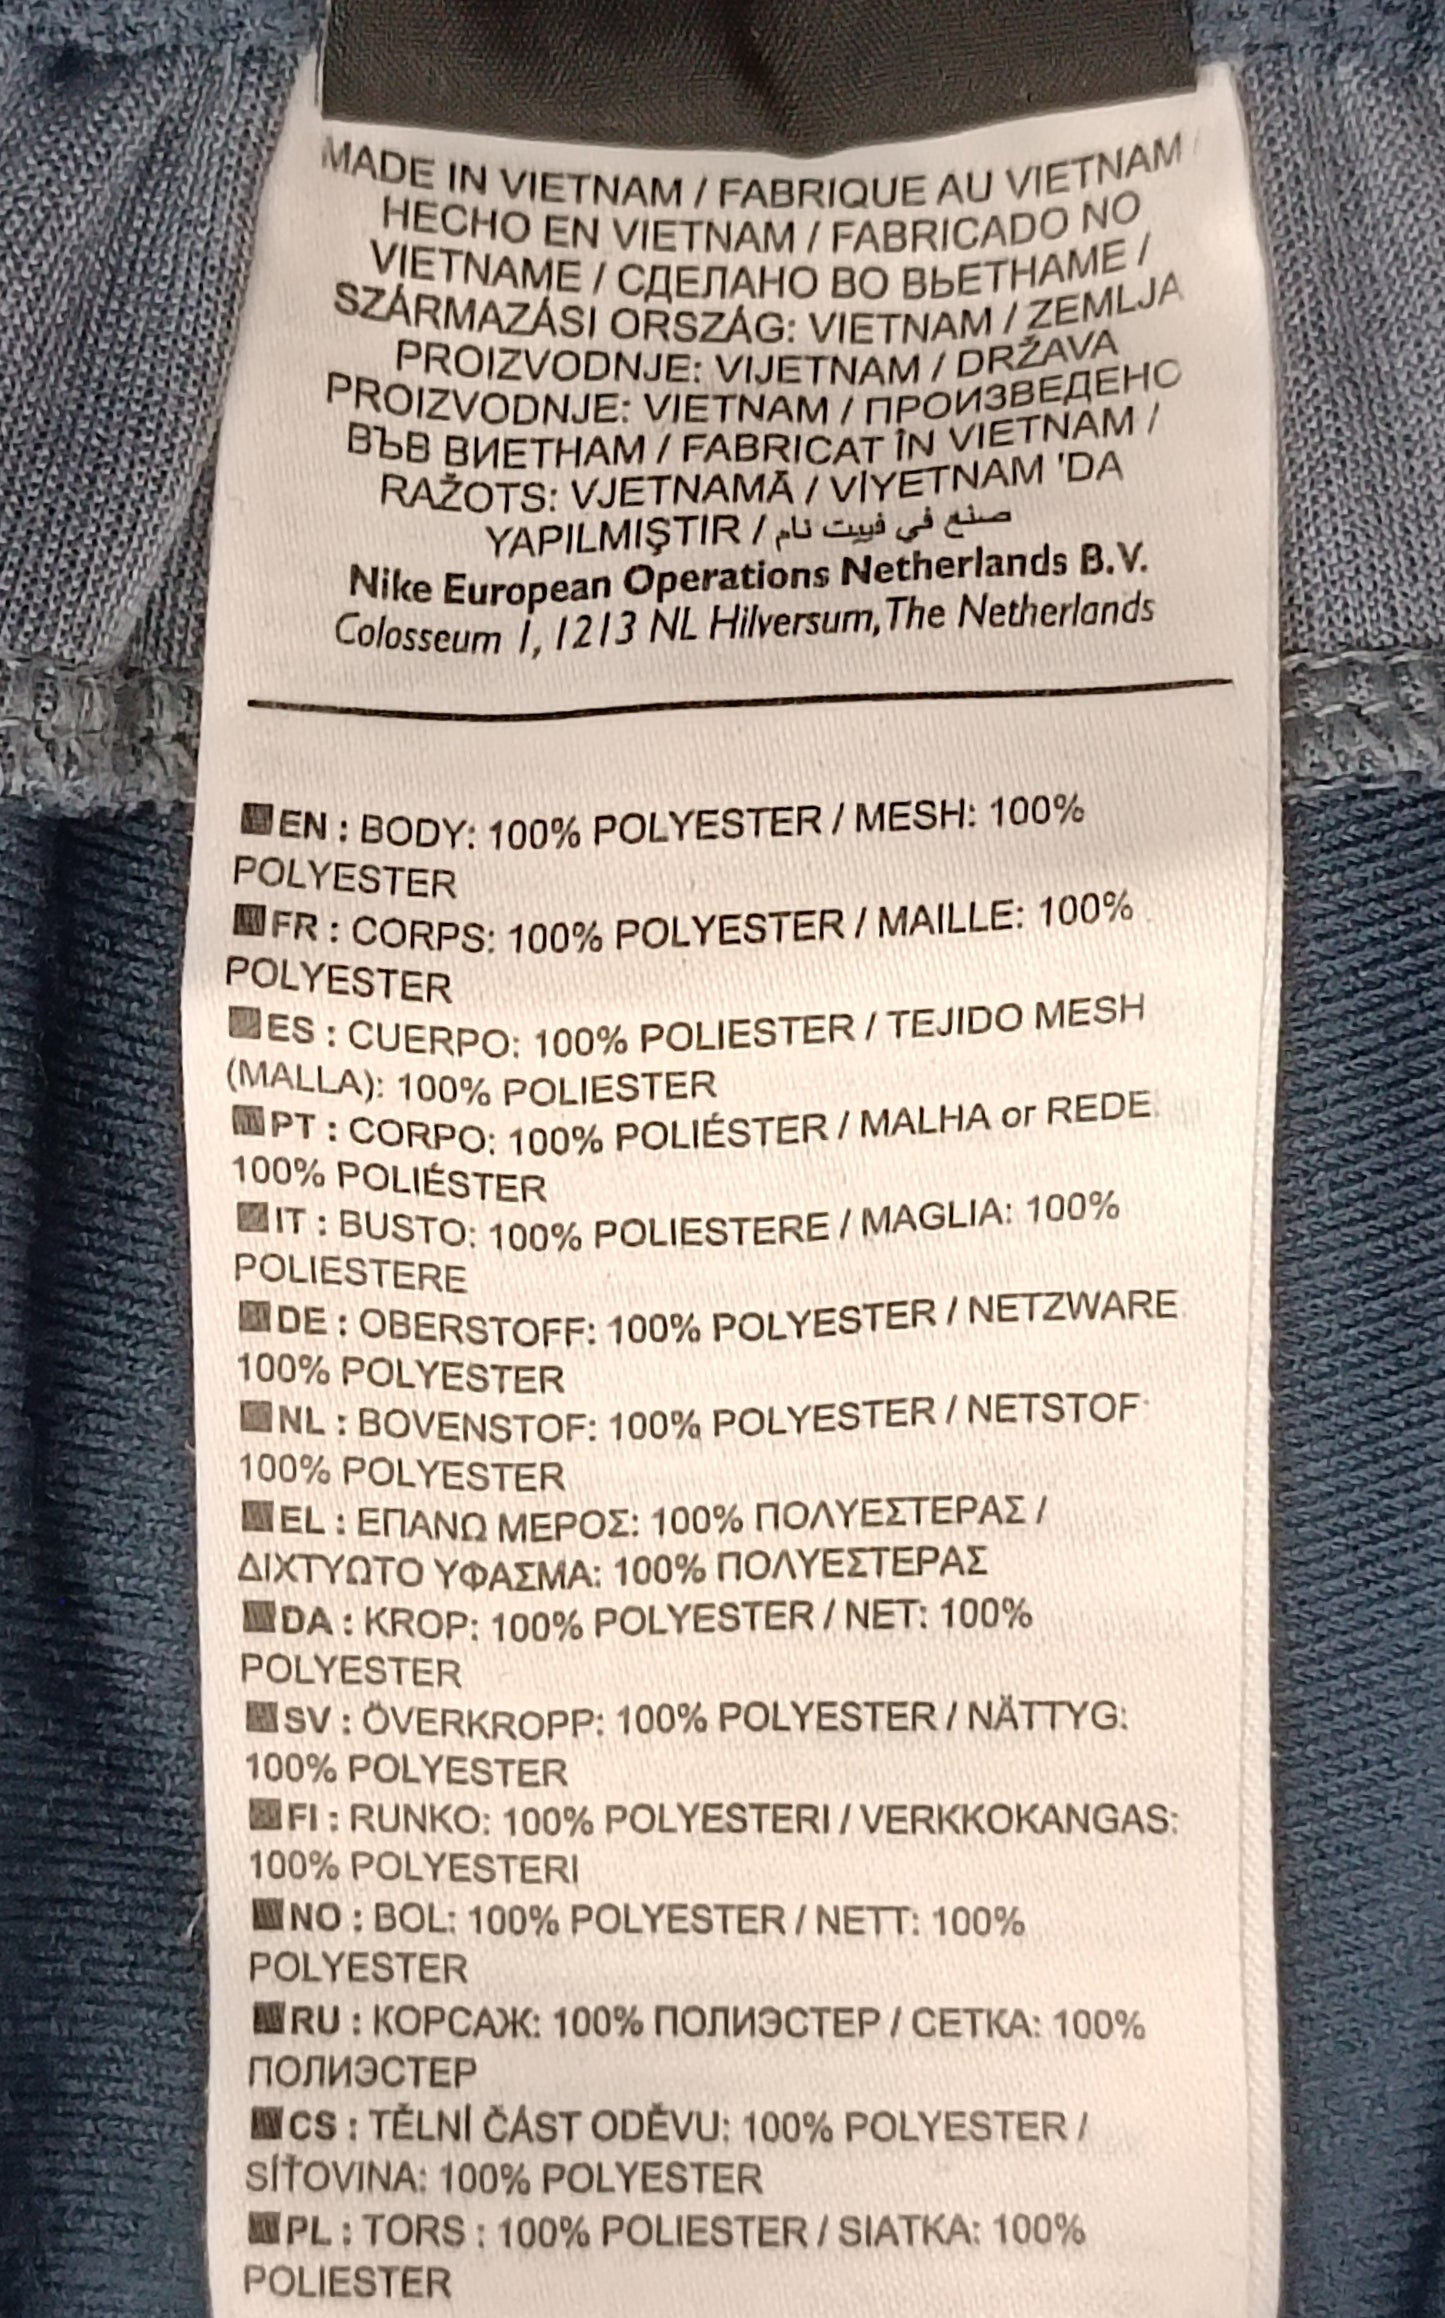 MADE IN VIETNAM / FABRIQUE AU VIETNAM /
HECHO EN VIETNAM / FABRICADO NO
VIETNAME / СДЕЛАНО ВО ВЬЕТНАМЕ /
SZÁRMAZÁSI ORSZÁG: VIETNAM / ZEMLJA
PROIZVODNJE: VIJETNAM / DRŽAVA
PROIZVODNJE: VIETNAM / ПРОИЗВЕДЕНО
ВЪВ ВИЕТНАМ / FABRICAT ÎN VIETNAM /
RAŽOTS: VJETNAMĀ / VİYETNAM 'DA
YAPILMIŞTIR / صنع في فييت نام
Nike European Operations Netherlands B.V.
Colosseum 1, 1213 NL Hilversum, The Netherlands
EN : BODY: 100% POLYESTER / MESH: 100%
POLYESTER
FR : CORPS: 100% POLYESTER / MAILLE: 100%
POLYESTER
ES : CUERPO: 100% POLIESTER / TEJIDO MESH
(MALLA): 100% POLIESTER
PT : CORPO: 100% POLIÉSTER / MALHA or REDE
100% POLIÉSTER
IT : BUSTO: 100% POLIESTERE / MAGLIA: 100%
POLIESTERE
DE : OBERSTOFF: 100% POLYESTER / NETZWARE
100% POLYESTER
NL : BOVENSTOF: 100% POLYESTER / NETSTOF
100% POLYESTER
EL : ΕΠΑΝΩ ΜΕΡΟΣ: 100% ΠΟΛΥΕΣΤΕΡΑΣ /
ΔΙΧΤΥΩΤΟ ΥΦΑΣΜΑ: 100% ΠΟΛΥΕΣΤΕΡΑΣ
DA : KROP: 100% POLYESTER / NET: 100%
POLYESTER
SV : ÖVERKROPP: 100% POLYESTER / NÄTTYG:
100% POLYESTER
FI : RUNKO: 100% POLYESTERI / VERKKOKANGAS:
100% POLYESTERI
NO : BOL: 100% POLYESTER / NETT: 100%
POLYESTER
RU : КОРСАЖ: 100% ПОЛИЭСТЕР / СЕТКА: 100%
ПОЛИЭСТЕР
CS : TĚLNÍ ČÁST ODĚVU: 100% POLYESTER /
SÍŤOVINA: 100% POLYESTER
PL : TORS : 100% POLIESTER / SIATKA: 100%
POLIESTER